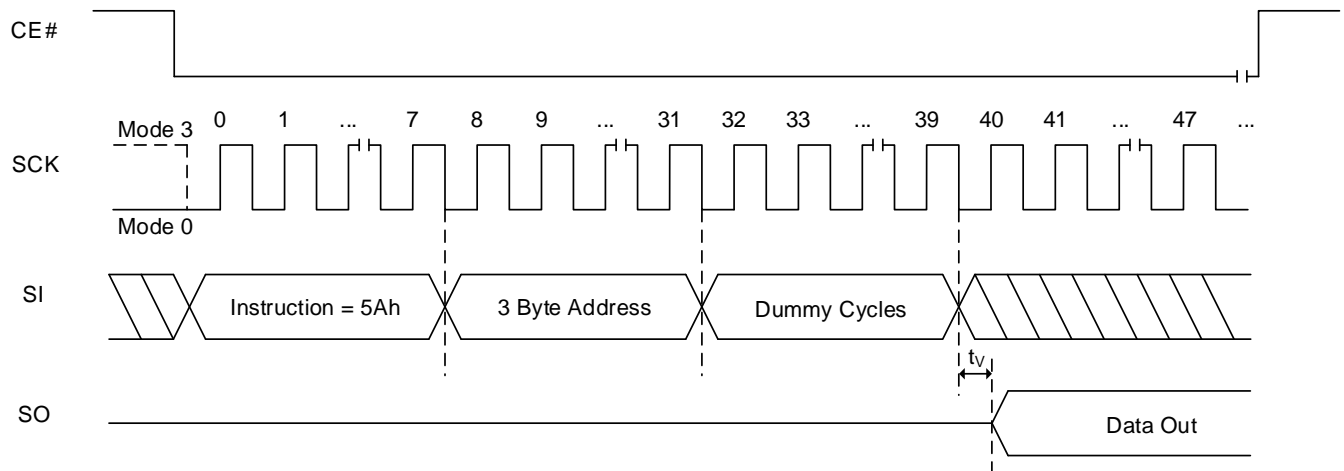 CE#
0 1 ... 7 8 9 ... 31 32 33 ... 39 40 41 ... 47 ...
Mode 3
SCK
Mode 0
SI
Instruction = 5Ah
3 Byte Address
Dummy Cycles
tV
SO
Data Out